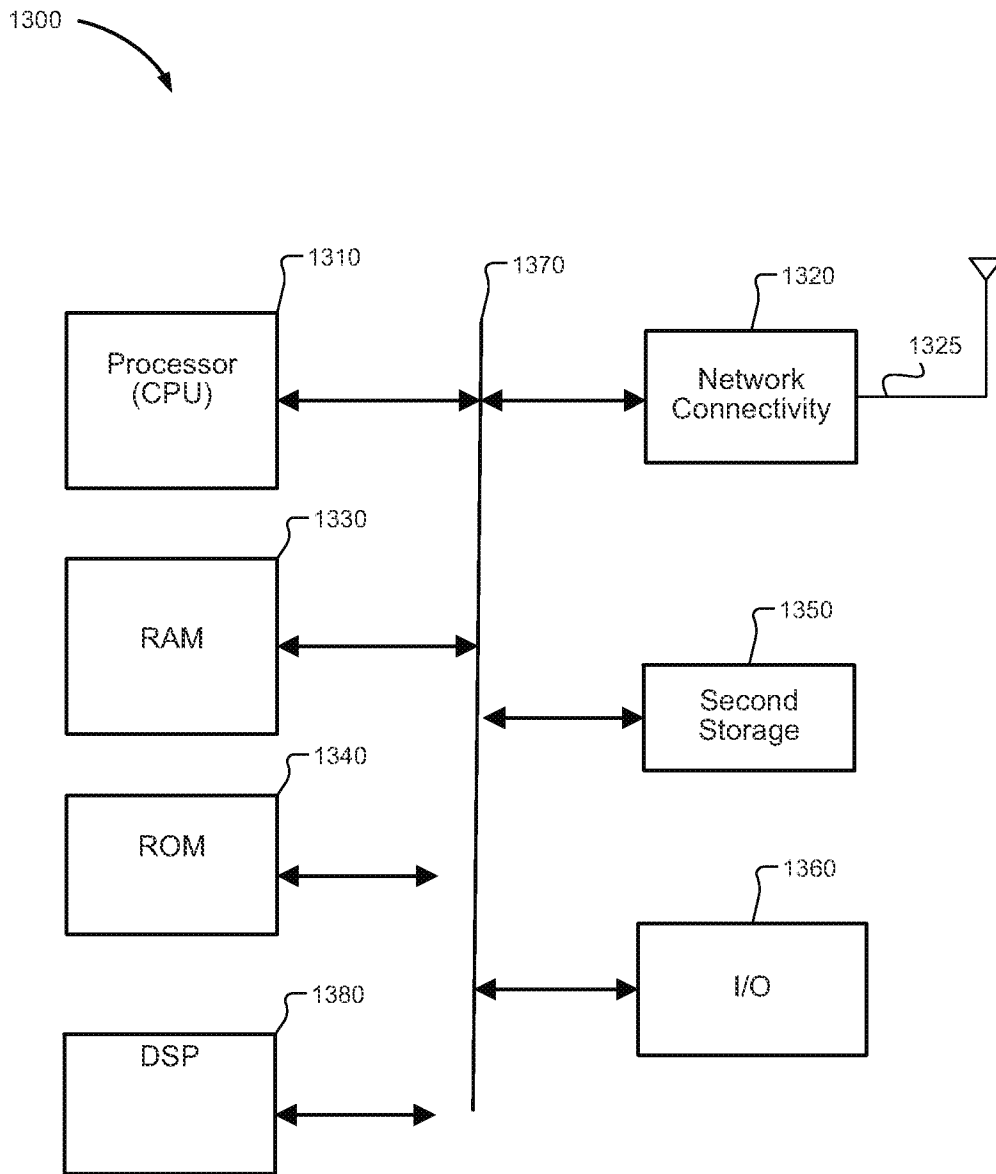 1300
1310
1370
1320
1325
Processor
(CPU)
Network
Connectivity
1330
RAM
1350
Second
Storage
1340
ROM
1360
I/O
1380
DSP